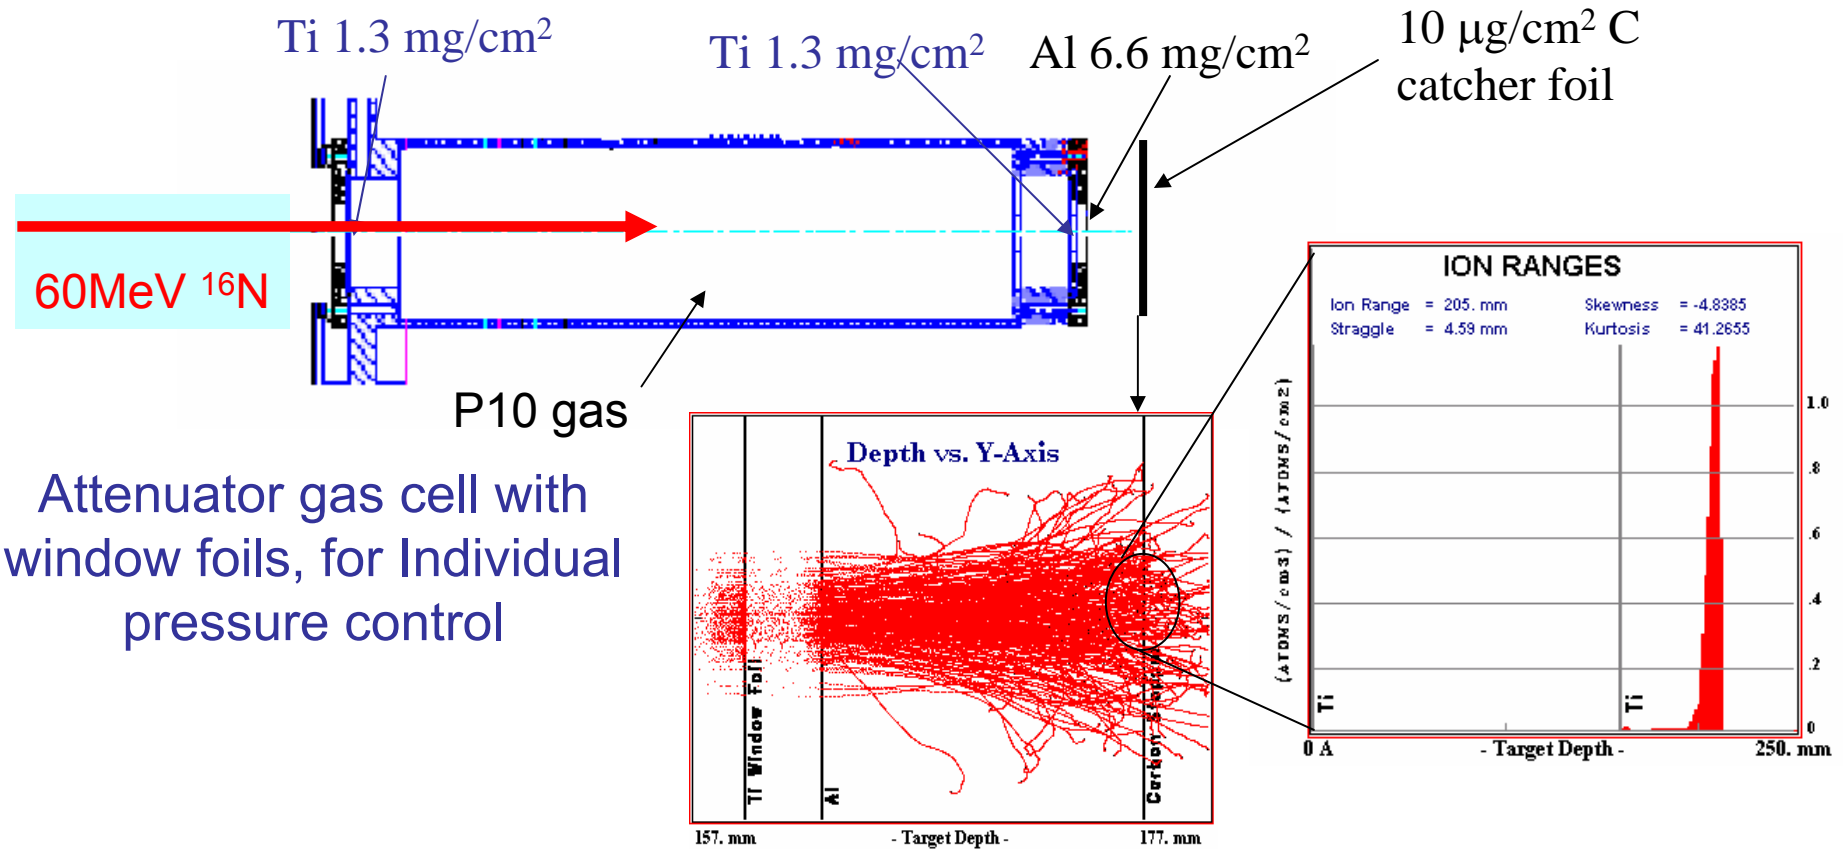 Ti 1.3 mg/cm²
Ti 1.3 mg/cm²
Al 6.6 mg/cm²
10 μg/cm² C
catcher foil
60MeV ¹⁶N
P10 gas
Attenuator gas cell with
window foils, for Individual
pressure control
Depth vs. Y-Axis
Ti Window Foil
Al
Carbon
157. mm
- Target Depth -
177. mm
ION RANGES
Ion Range = 205. mm
Skewness = -4.8385
Straggle = 4.59 mm
Kurtosis = 41.2655
(ATOMS/cm3) / (ATOMS/cm2)
1.0
.8
.6
.4
.2
0
Ti
Ti
0 A
- Target Depth -
250. mm